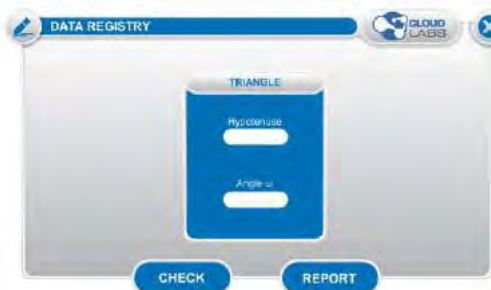 DATA REGISTRY
CLOUD
LABS
TRIANGLE
Hypotenuse
Angle ω
CHECK
REPORT